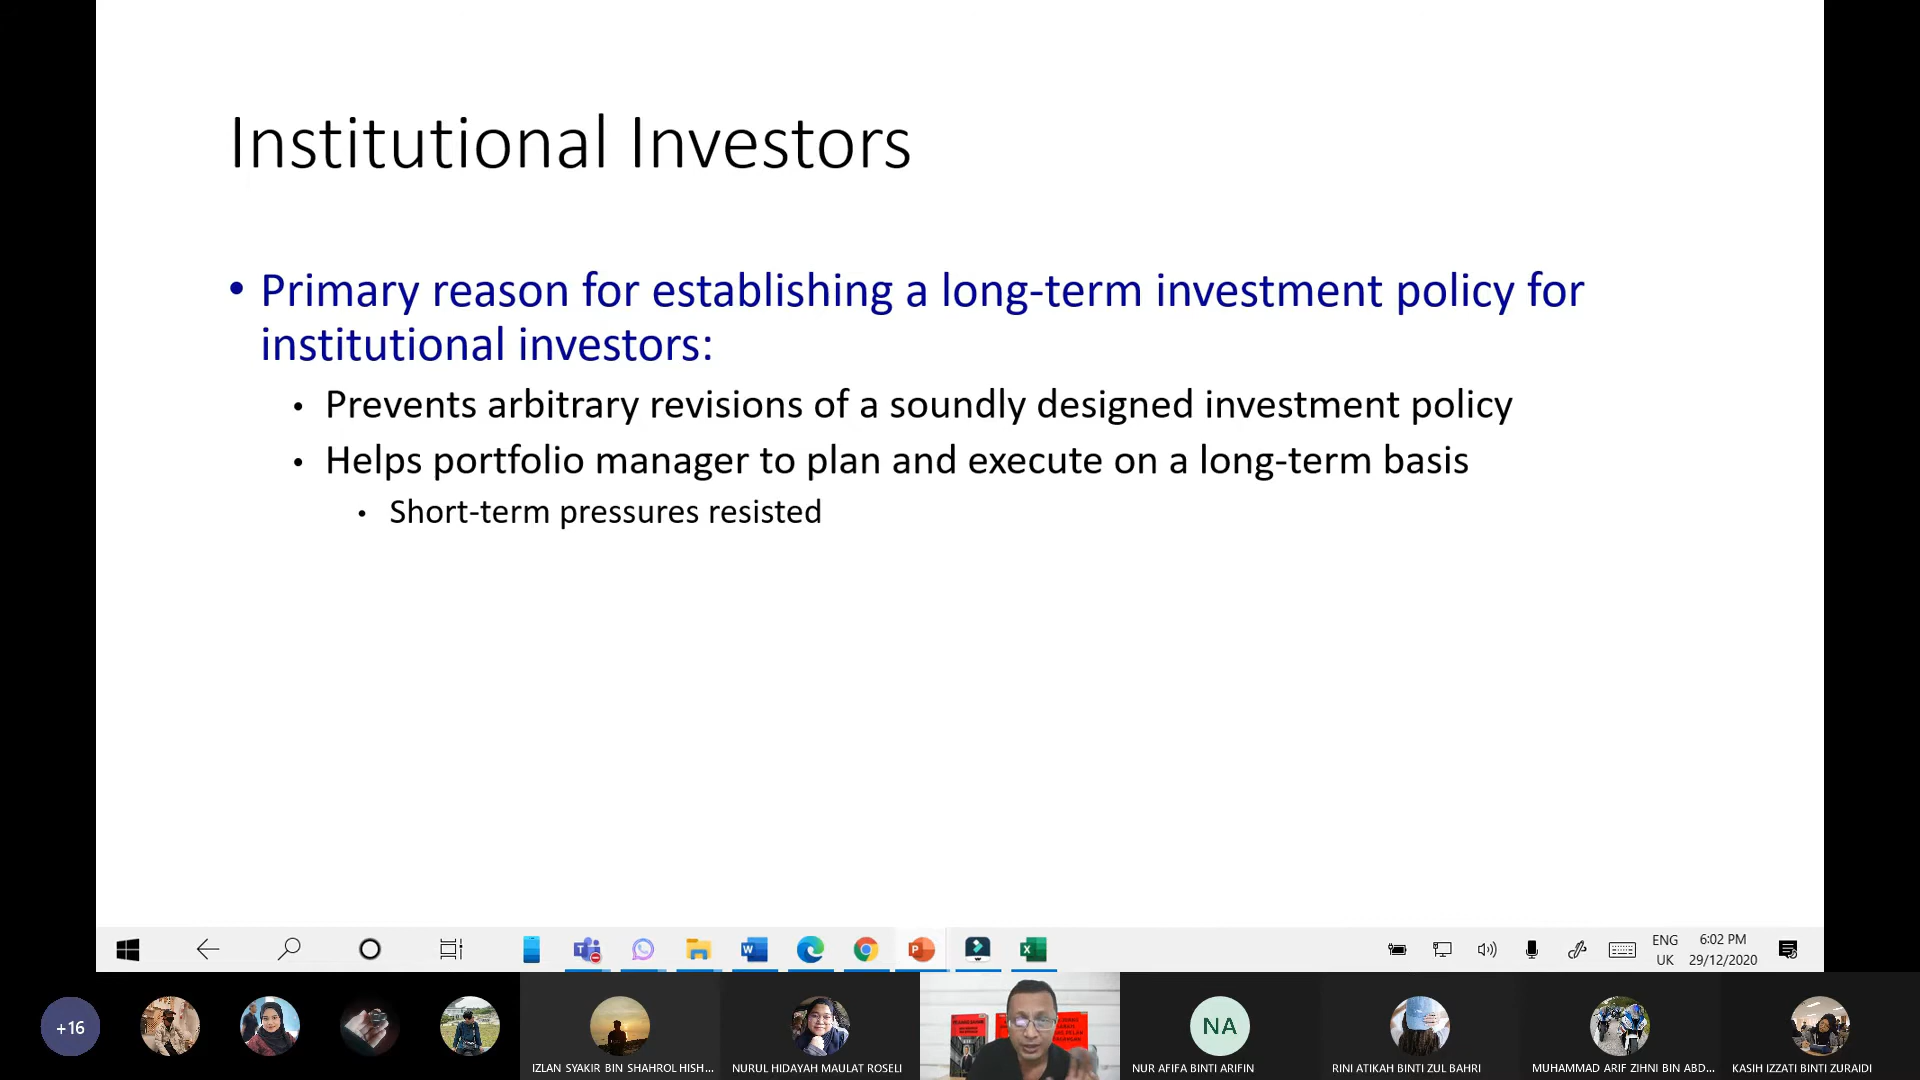 Institutional Investors
• Primary reason for establishing a long-term investment policy for
institutional investors:
• Prevents arbitrary revisions of a soundly designed investment policy
• Helps portfolio manager to plan and execute on a long-term basis
• Short-term pressures resisted
ENG
UK
6:02 PM
29/12/2020
+16
IZLAN SYAKIR BIN SHAHROL HISH...
NURUL HIDAYAH MAULAT ROSELI
NA
NUR AFIFA BINTI ARIFIN
RINI ATIKAH BINTI ZUL BAHRI
MUHAMMAD ARIF ZIHNI BIN ABD...
KASIH IZZATI BINTI ZURAIDI